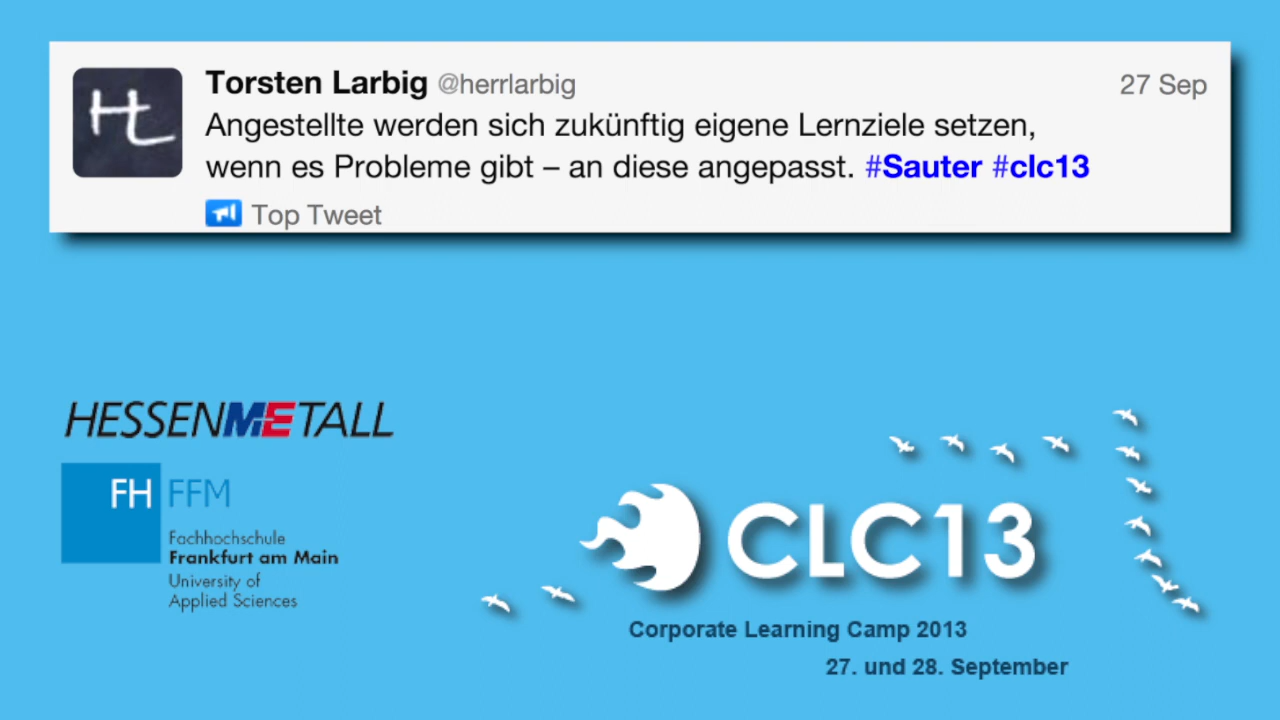 Torsten Larbig @herrlarbig 27 Sep
Angestellte werden sich zukünftig eigene Lernziele setzen,
wenn es Probleme gibt – an diese angepasst. #Sauter #clc13
Top Tweet
HESSENMETALL
FH FFM
Fachhochschule
Frankfurt am Main
University of
Applied Sciences
CLC13
Corporate Learning Camp 2013
27. und 28. September